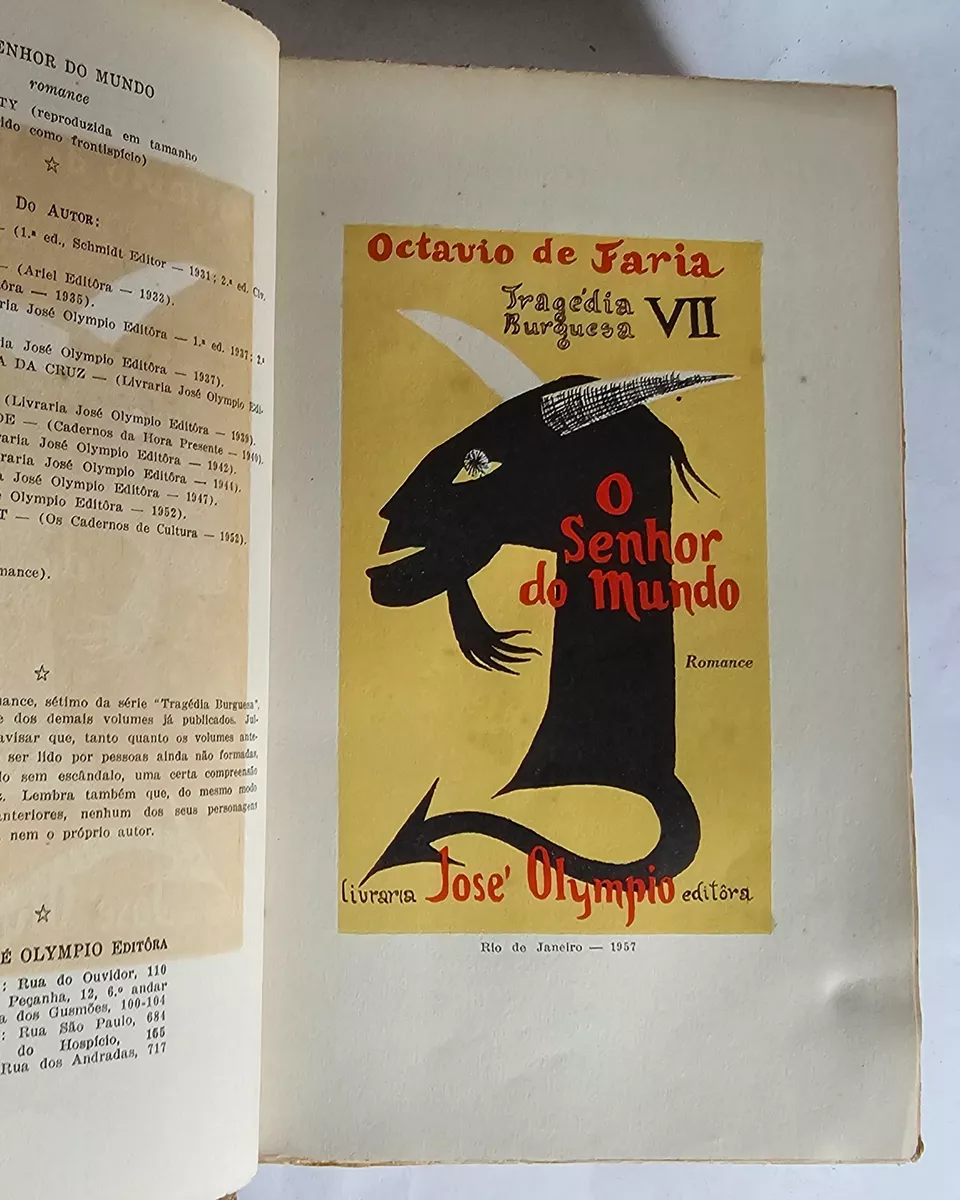 ENHOR DO MUNDO
romance
TY (reproduzida em tamanho
ido como frontispício)
DO AUTOR:
— (1.ª ed., Schmidt Editor — 1931; 2.ª ed. Civ.
— (Ariel Editôra — 1933).
tôra — 1935).
ria José Olympio Editôra — 1.ª ed. 1937; 2.ª
ia José Olympio Editôra — 1937).
A DA CRUZ — (Livraria José Olympio Edi-
(Livraria José Olympio Editôra — 1939).
DE — (Cadernos da Hora Presente — 1940).
raria José Olympio Editôra — 1942).
raria José Olympio Editôra — 1944).
a José Olympio Editôra — 1947).
e Olympio Editôra — 1952).
T — (Os Cadernos de Cultura — 1952).
mance).
mance, sétimo da série "Tragédia Burguesa",
e dos demais volumes já publicados. Jul-
avisar que, tanto quanto os volumes ante-
ser lido por pessoas ainda não formadas,
do sem escândalo, uma certa compreensão
z. Lembra também que, do mesmo modo
anteriores, nenhum dos seus personagens
nem o próprio autor.
É OLYMPIO EDITÔRA
: Rua do Ouvidor, 110
Peçanha, 12, 6.º andar
a dos Gusmões, 100-104
: Rua São Paulo, 684
do Hospício, 155
Rua dos Andradas, 717
Octavio de Faria
Tragédia
Burguesa VII
O
Senhor
do Mundo
Romance
livraria José Olympio editôra
Rio de Janeiro — 1957